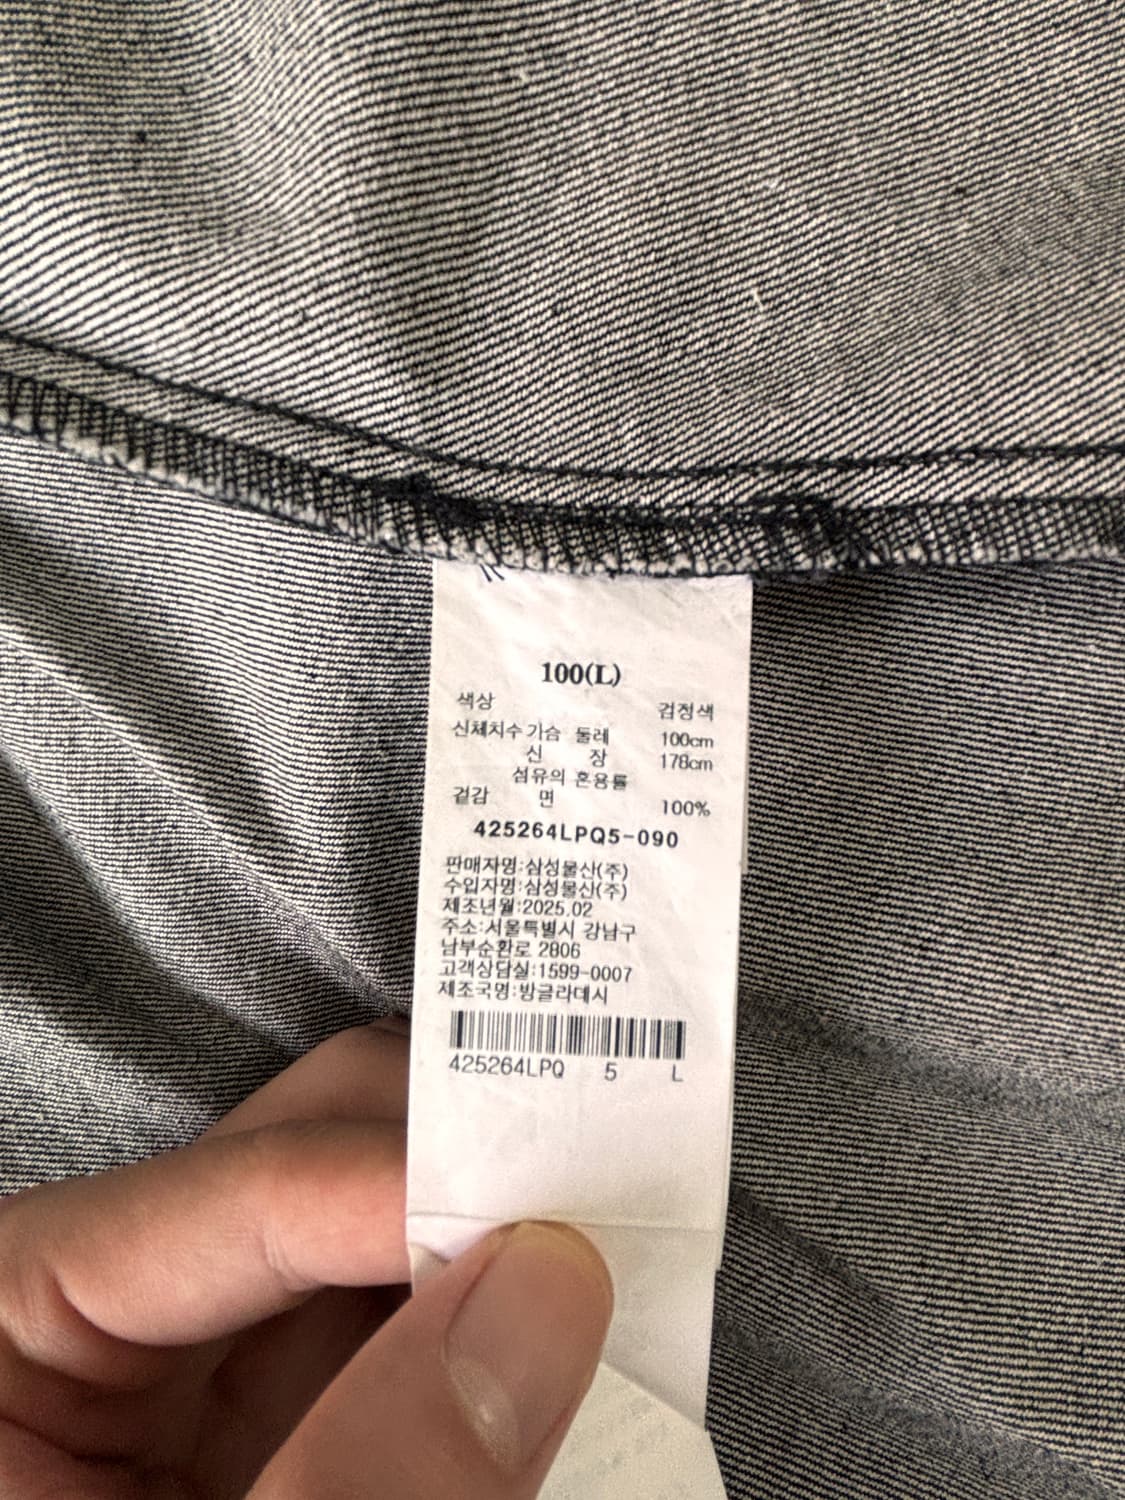 100(L)
색상 검정색
신체치수 가슴 둘레 100cm
신 장 178cm
섬유의 혼용률
겉감 면 100%
425264LPQ5-090
판매자명:삼성물산(주)
수입자명:삼성물산(주)
제조년월:2025.02
주소:서울특별시 강남구
남부순환로 2806
고객상담실:1599-0007
제조국명:방글라데시
425264LPQ 5 L